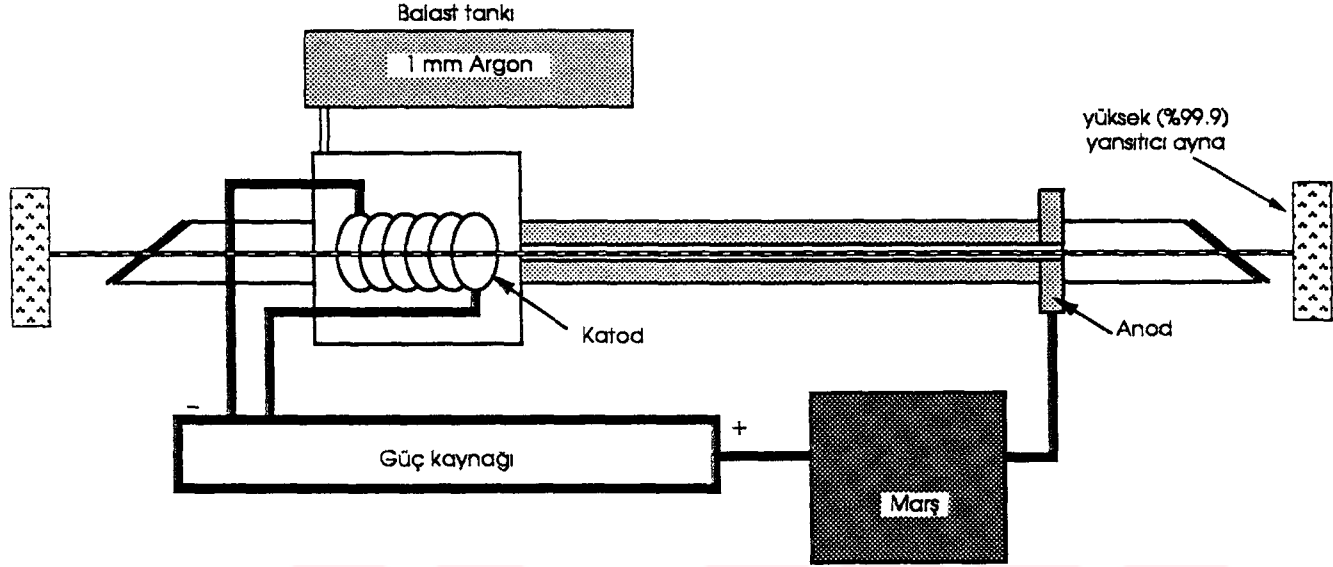 Balast tankı
1 mm Argon
yüksek (%99.9)
yansıtıcı ayna
Katod
Anod
-
+
Güç kaynağı
Marş